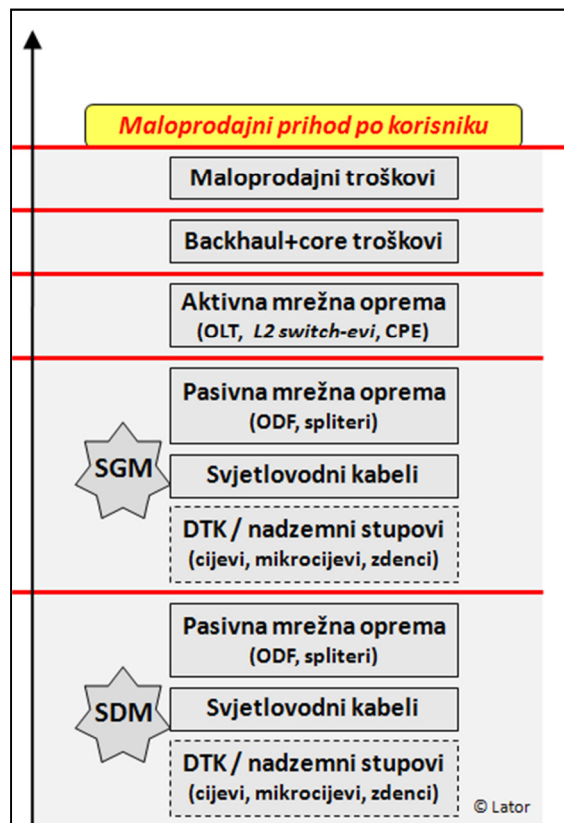 Maloprodajni prihod po korisniku
Maloprodajni troškovi
Backhaul+core troškovi
Aktivna mrežna oprema
(OLT, L2 switch-evi, CPE)
Pasivna mrežna oprema
(ODF, spliteri)
SGM
Svjetlovodni kabeli
DTK / nadzemni stupovi
(cijevi, mikrocijevi, zdenci)
Pasivna mrežna oprema
(ODF, spliteri)
SDM
Svjetlovodni kabeli
DTK / nadzemni stupovi
(cijevi, mikrocijevi, zdenci)
© Lator